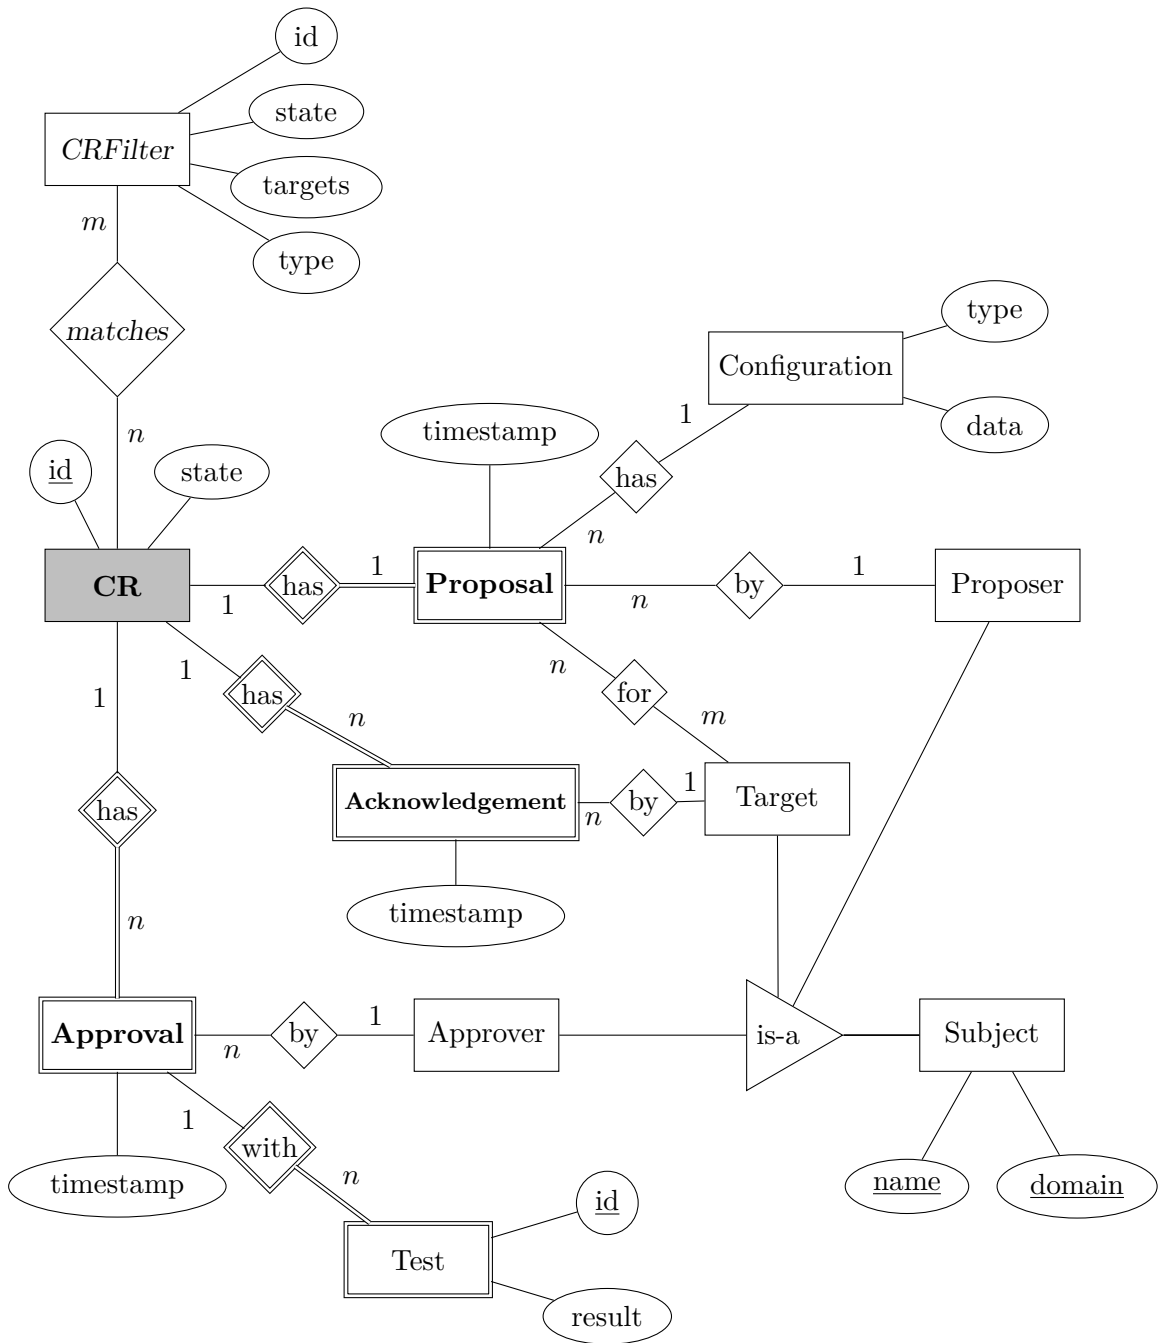 id
state
CRFilter
targets
m
type
matches
type
Configuration
1
data
timestamp
n
has
id
state
n
CR
1
has
1
Proposal
n
by
1
Proposer
1
1
has
n
for
n
m
1
has
n
Acknowledgement
n
by
1
Target
timestamp
n
Approval
n
by
1
Approver
is-a
Subject
1
with
n
timestamp
name
domain
id
Test
result